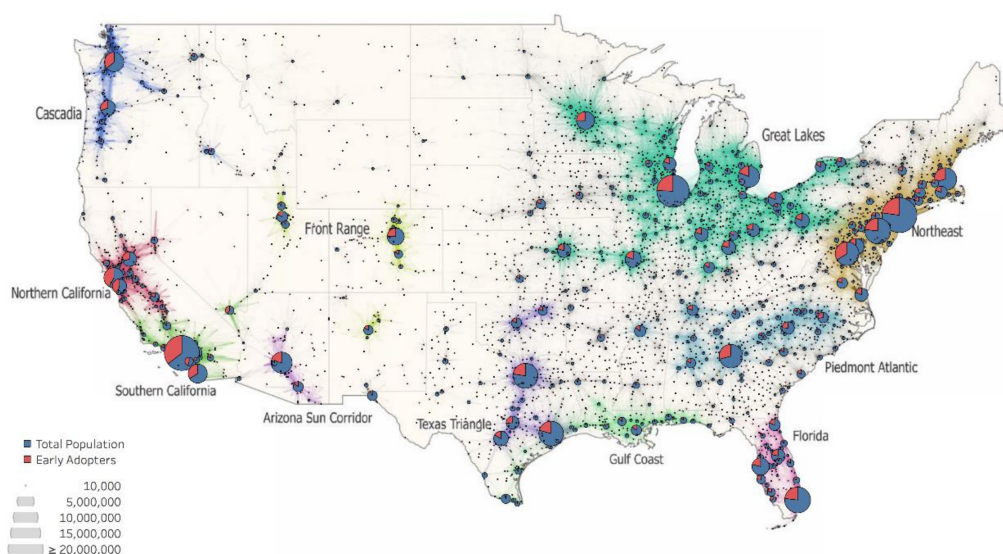 Cascadia
Great Lakes
Front Range
Northeast
Northern California
Southern California
Piedmont Atlantic
Arizona Sun Corridor
Texas Triangle
Florida
Gulf Coast
Total Population
Early Adopters
10,000
5,000,000
10,000,000
15,000,000
≥ 20,000,000